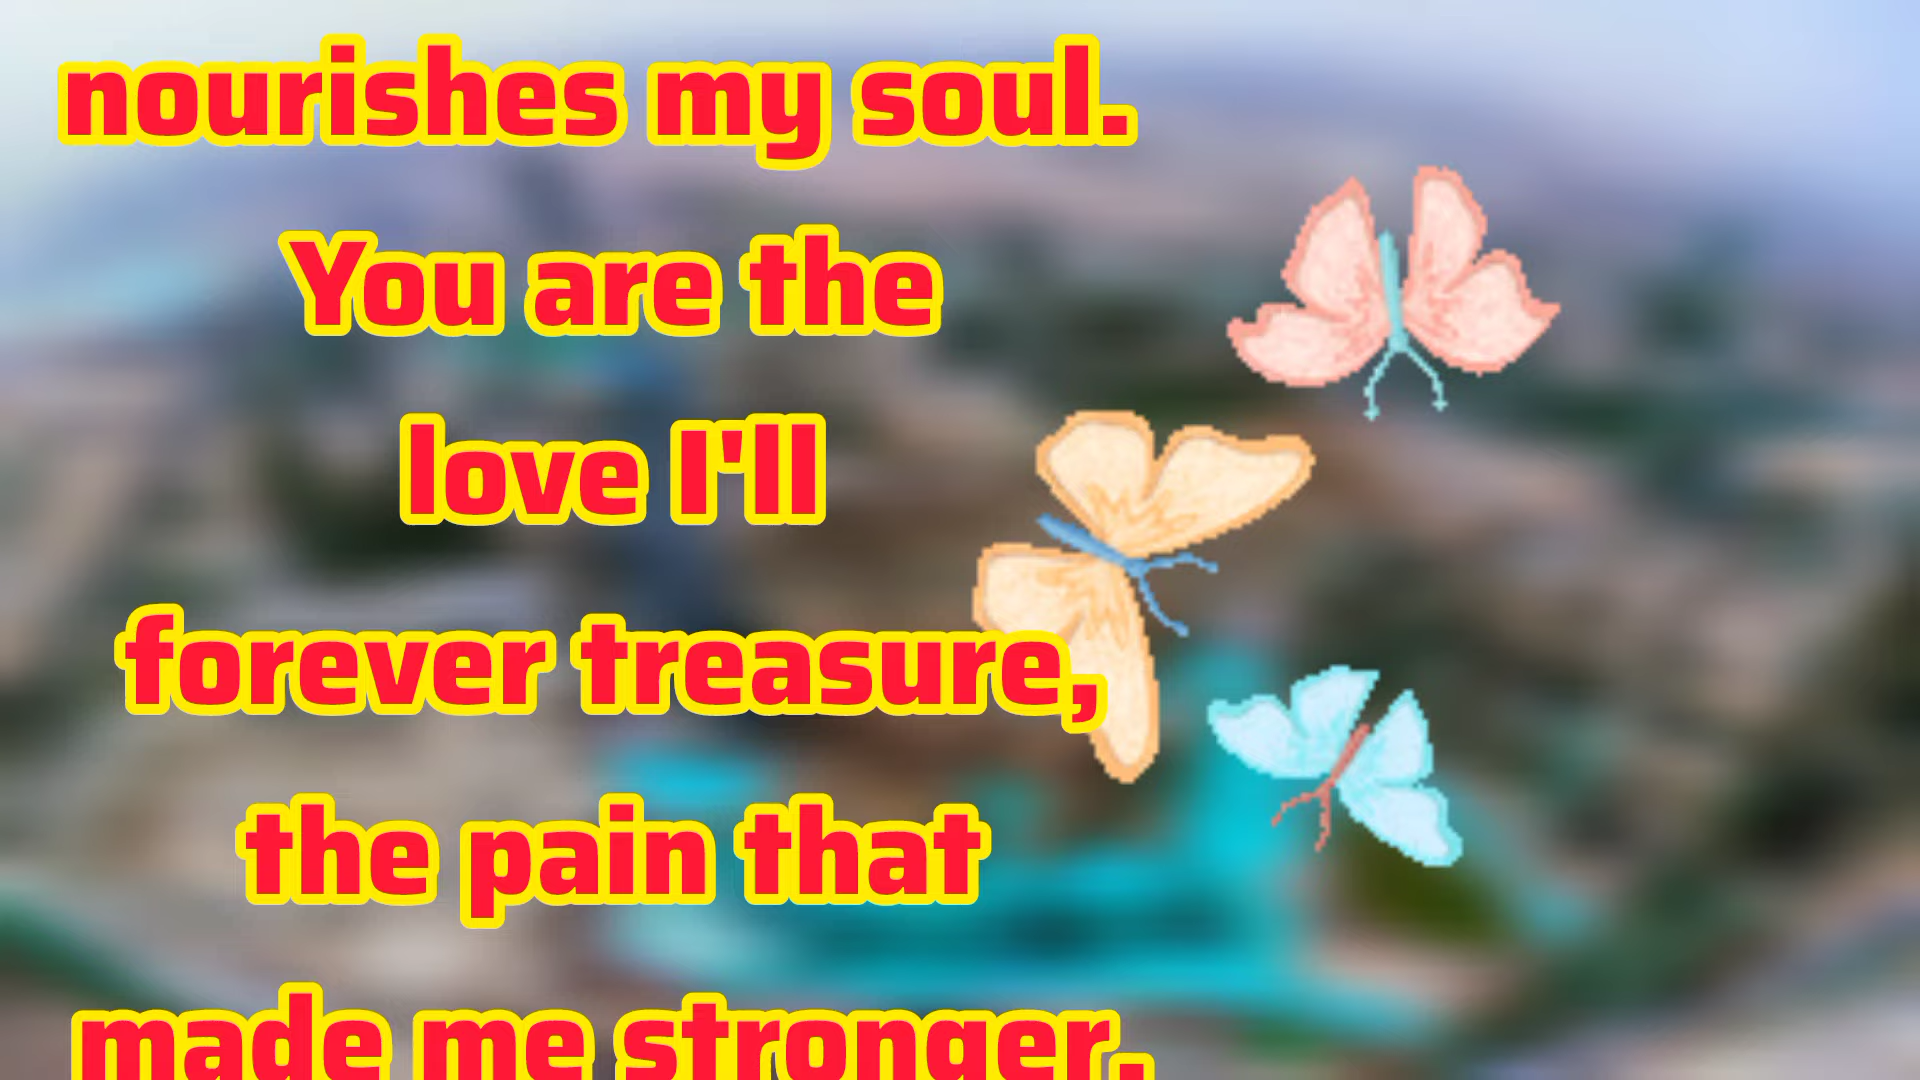 nourishes my soul.
You are the
love I'll
forever treasure,
the pain that
made me stronger.